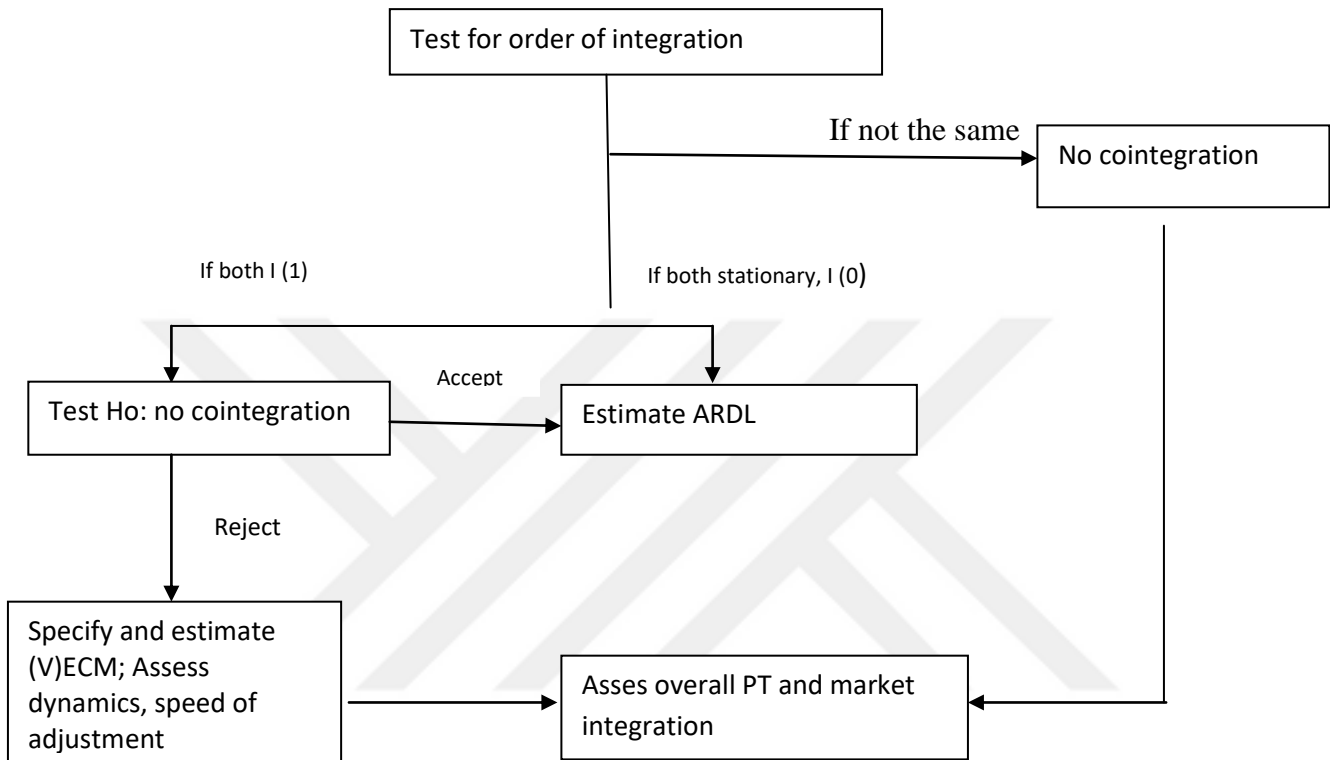 Test for order of integration
If not the same
No cointegration
If both I (1)
If both stationary, I (0)
Accept
Test Ho: no cointegration
Estimate ARDL
Reject
Specify and estimate
(V)ECM; Assess
dynamics, speed of
adjustment
Asses overall PT and market
integration